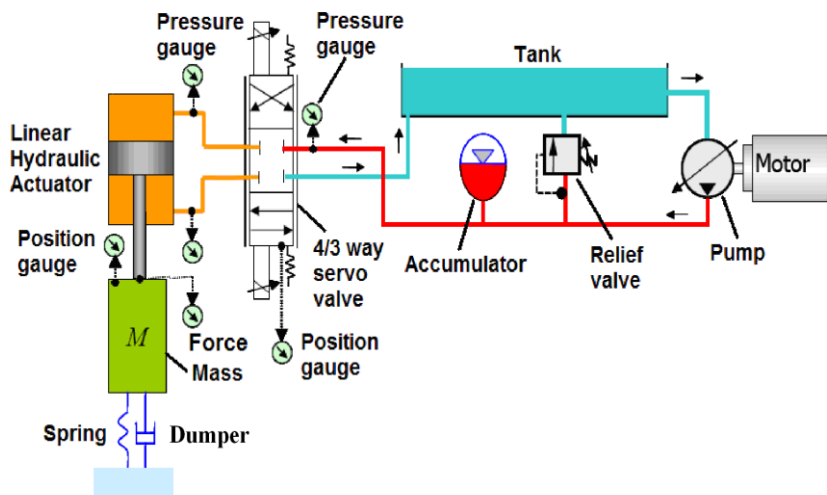 Pressure
gauge
Pressure
gauge
Tank
Linear
Hydraulic
Actuator
Motor
Position
gauge
4/3 way
servo
valve
Accumulator
Relief
valve
Pump
M
Force
Mass
Position
gauge
Spring
Dumper